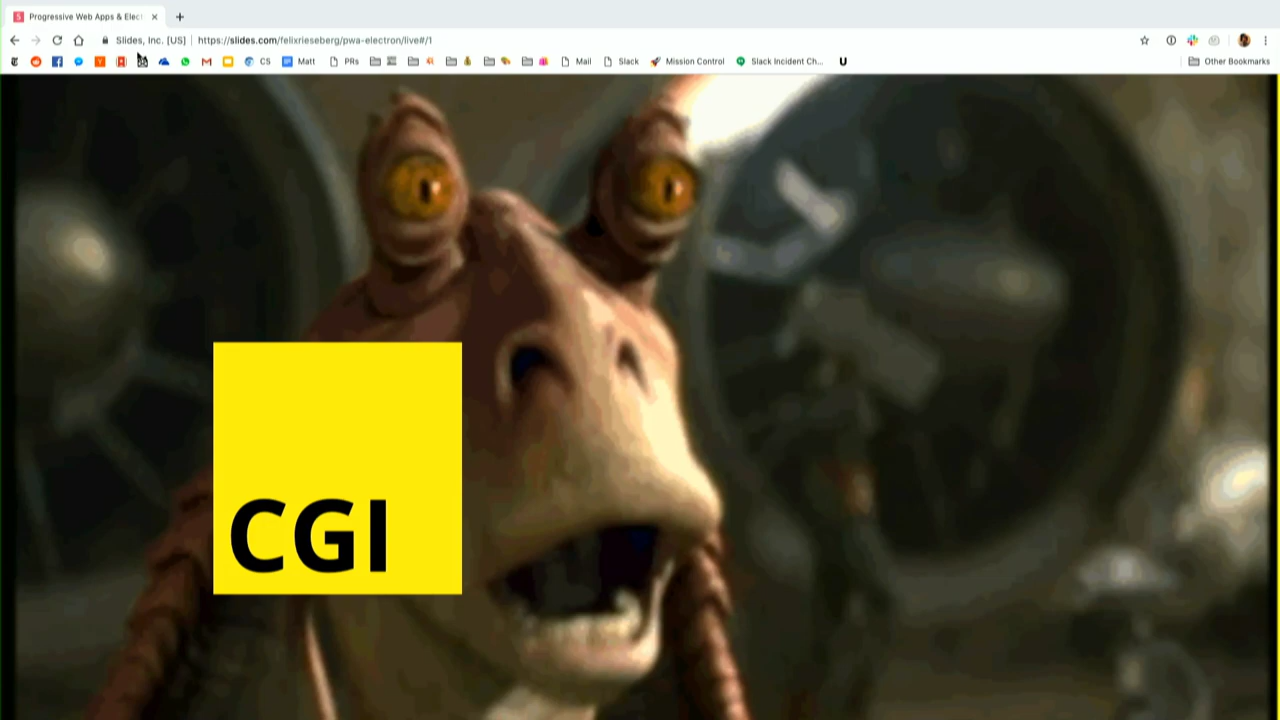 Progressive Web Apps & Elect
Slides, Inc. [US] https://slides.com/felixrieseberg/pwa-electron/live#/1
CS Matt PRs Mail Slack Mission Control Slack Incident Ch... U Other Bookmarks
CGI